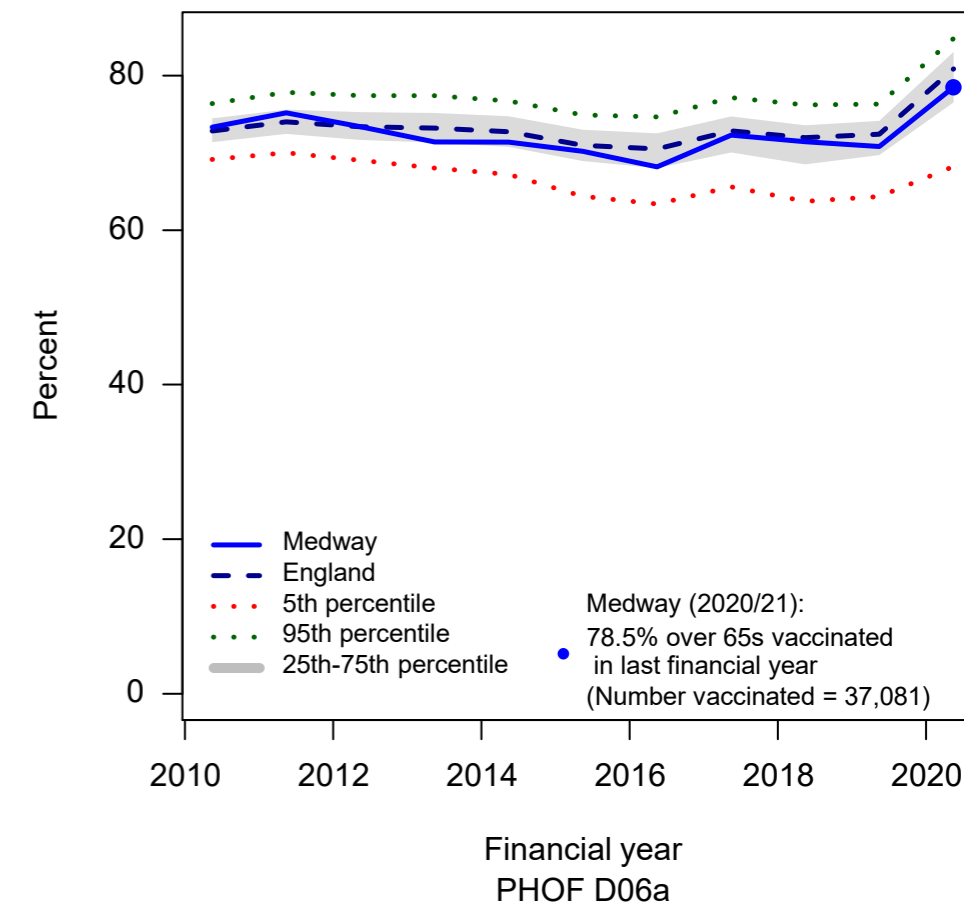 80
60
40
20
0
Percent
Medway
England
5th percentile
95th percentile
25th-75th percentile
Medway (2020/21):
78.5% over 65s vaccinated
in last financial year
(Number vaccinated = 37,081)
2010 2012 2014 2016 2018 2020
Financial year
PHOF D06a